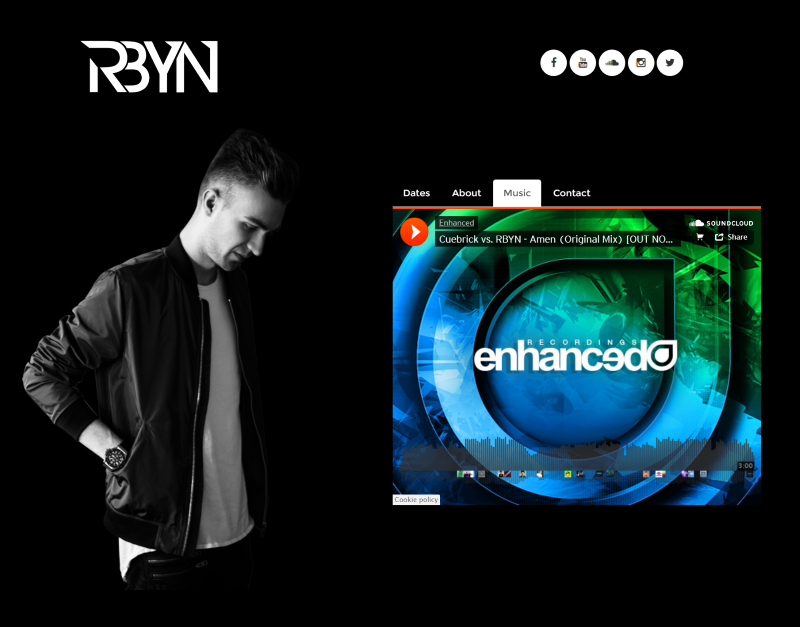 RBYN
Dates
About
Music
Contact
Enhanced
SOUNDCLOUD
Cuebrick vs. RBYN - Amen (Original Mix) [OUT NO...
Share
RECORDINGS
enhanced
3:00
Cookie policy